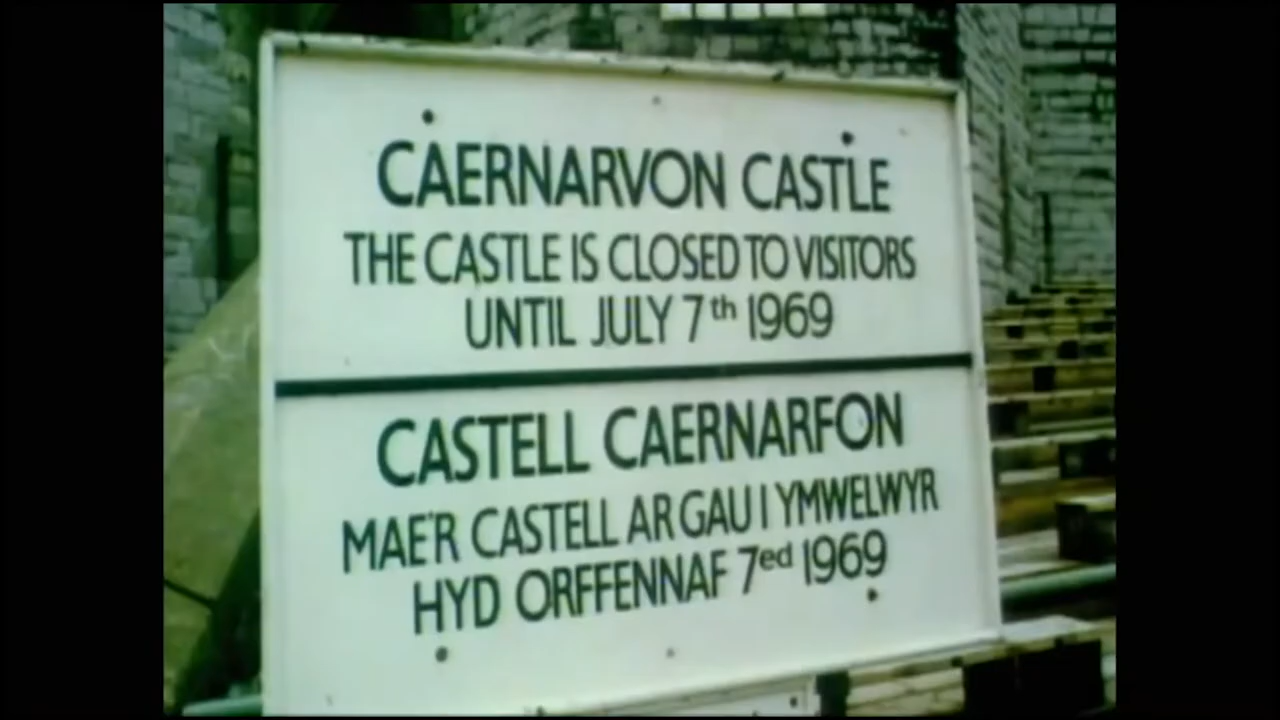 CAERNARVON CASTLE
THE CASTLE IS CLOSED TO VISITORS
UNTIL JULY 7th 1969
CASTELL CAERNARFON
MAE'R CASTELL AR GAU I YMWELWYR
HYD ORFFENNAF 7ed 1969